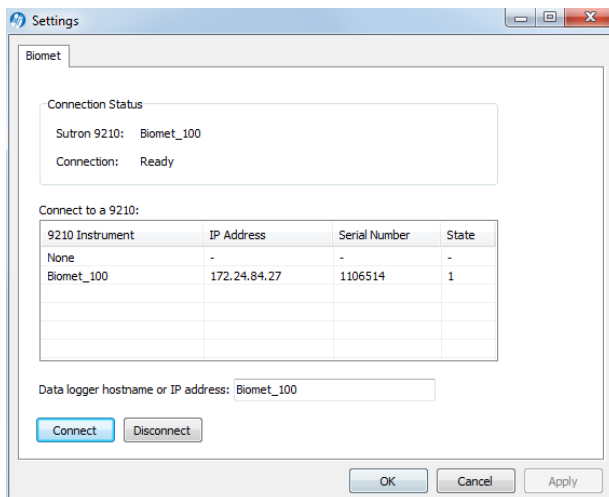 Settings
Biomet
Connection Status
Sutron 9210: Biomet_100
Connection: Ready
Connect to a 9210:
9210 Instrument IP Address Serial Number State
None - - -
Biomet_100 172.24.84.27 1106514 1
Data logger hostname or IP address: Biomet_100
Connect Disconnect
OK Cancel Apply